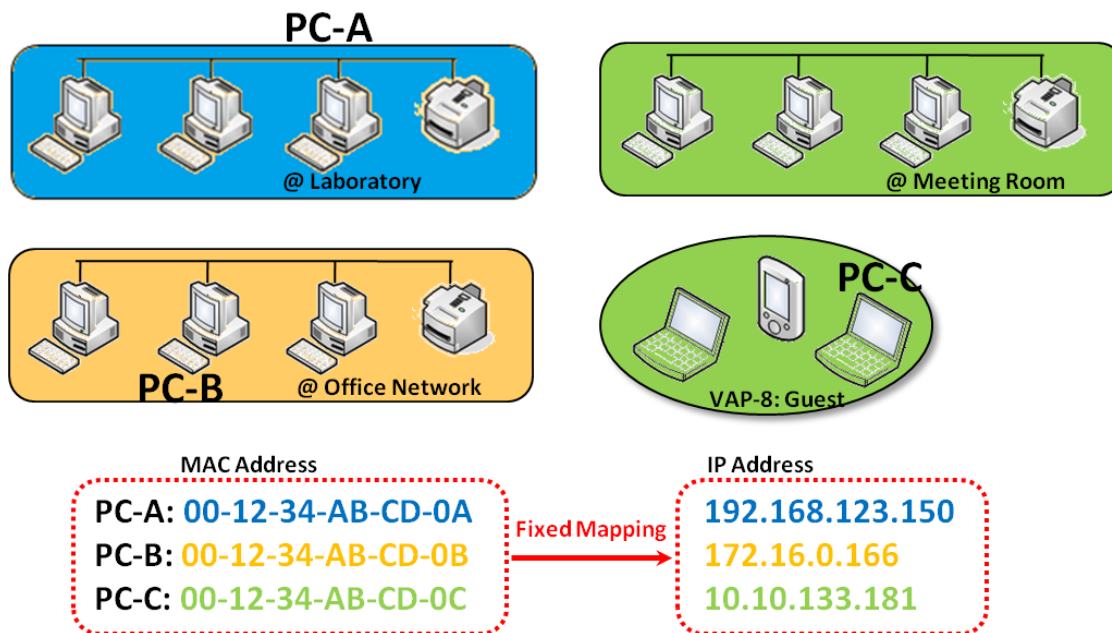 PC-A
@ Laboratory
@ Meeting Room
PC-B
@ Office Network
PC-C
VAP-8: Guest
MAC Address
PC-A: 00-12-34-AB-CD-0A
PC-B: 00-12-34-AB-CD-0B
PC-C: 00-12-34-AB-CD-0C
Fixed Mapping
IP Address
192.168.123.150
172.16.0.166
10.10.133.181